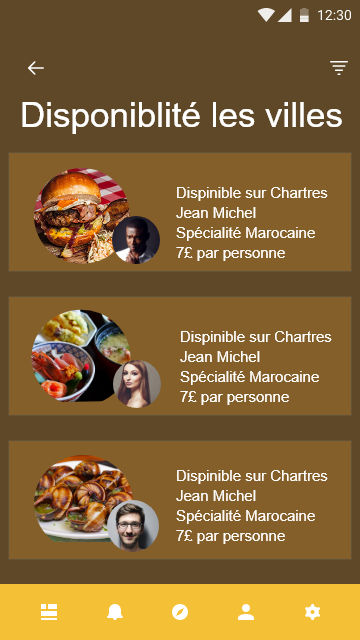 12:30
Disponiblité les villes
Dispinible sur Chartres
Jean Michel
Spécialité Marocaine
7£ par personne
Dispinible sur Chartres
Jean Michel
Spécialité Marocaine
7£ par personne
Dispinible sur Chartres
Jean Michel
Spécialité Marocaine
7£ par personne